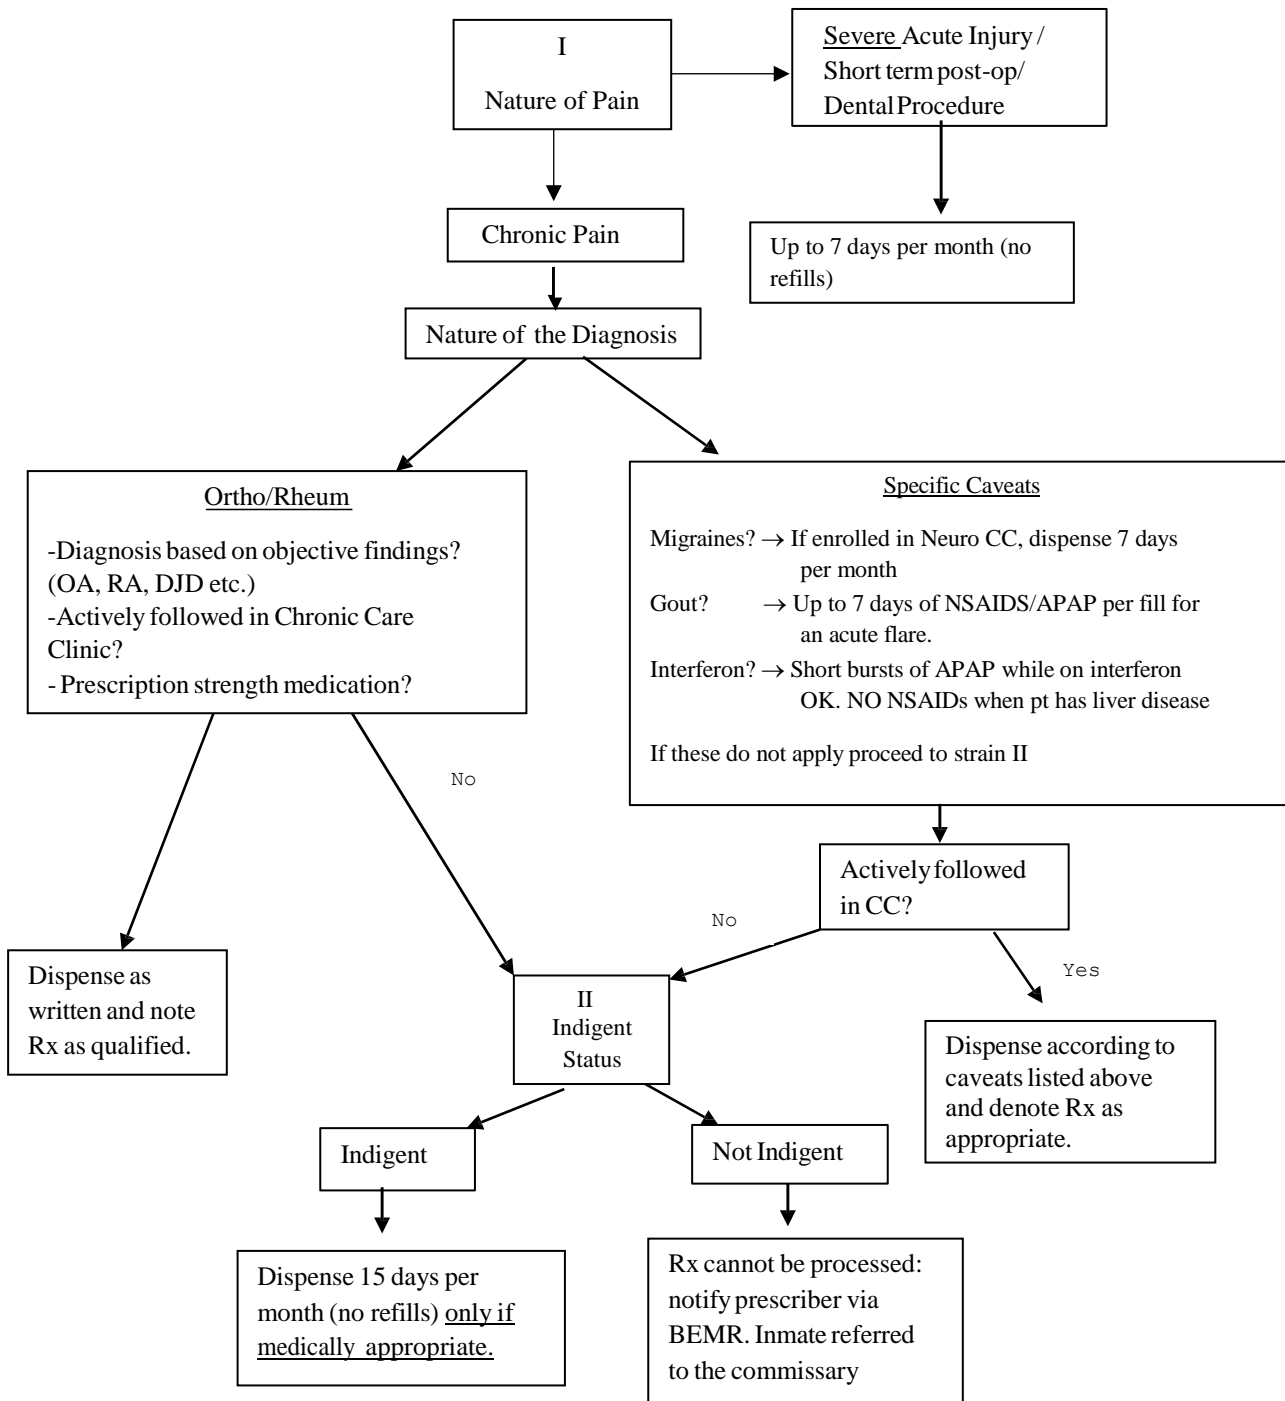 I
Nature of Pain
Severe Acute Injury /
Short term post-op/
Dental Procedure
Chronic Pain
Up to 7 days per month (no
refills)
Nature of the Diagnosis
Ortho/Rheum
-Diagnosis based on objective findings?
(OA, RA, DJD etc.)
-Actively followed in Chronic Care
Clinic?
- Prescription strength medication?
Specific Caveats
Migraines? → If enrolled in Neuro CC, dispense 7 days
per month
Gout? → Up to 7 days of NSAIDS/APAP per fill for
an acute flare.
Interferon? → Short bursts of APAP while on interferon
OK. NO NSAIDs when pt has liver disease
If these do not apply proceed to strain II
No
Actively followed
in CC?
No
Yes
Dispense as
written and note
Rx as qualified.
II
Indigent
Status
Dispense according to
caveats listed above
and denote Rx as
appropriate.
Indigent
Not Indigent
Dispense 15 days per
month (no refills) only if
medically appropriate.
Rx cannot be processed:
notify prescriber via
BEMR. Inmate referred
to the commissary